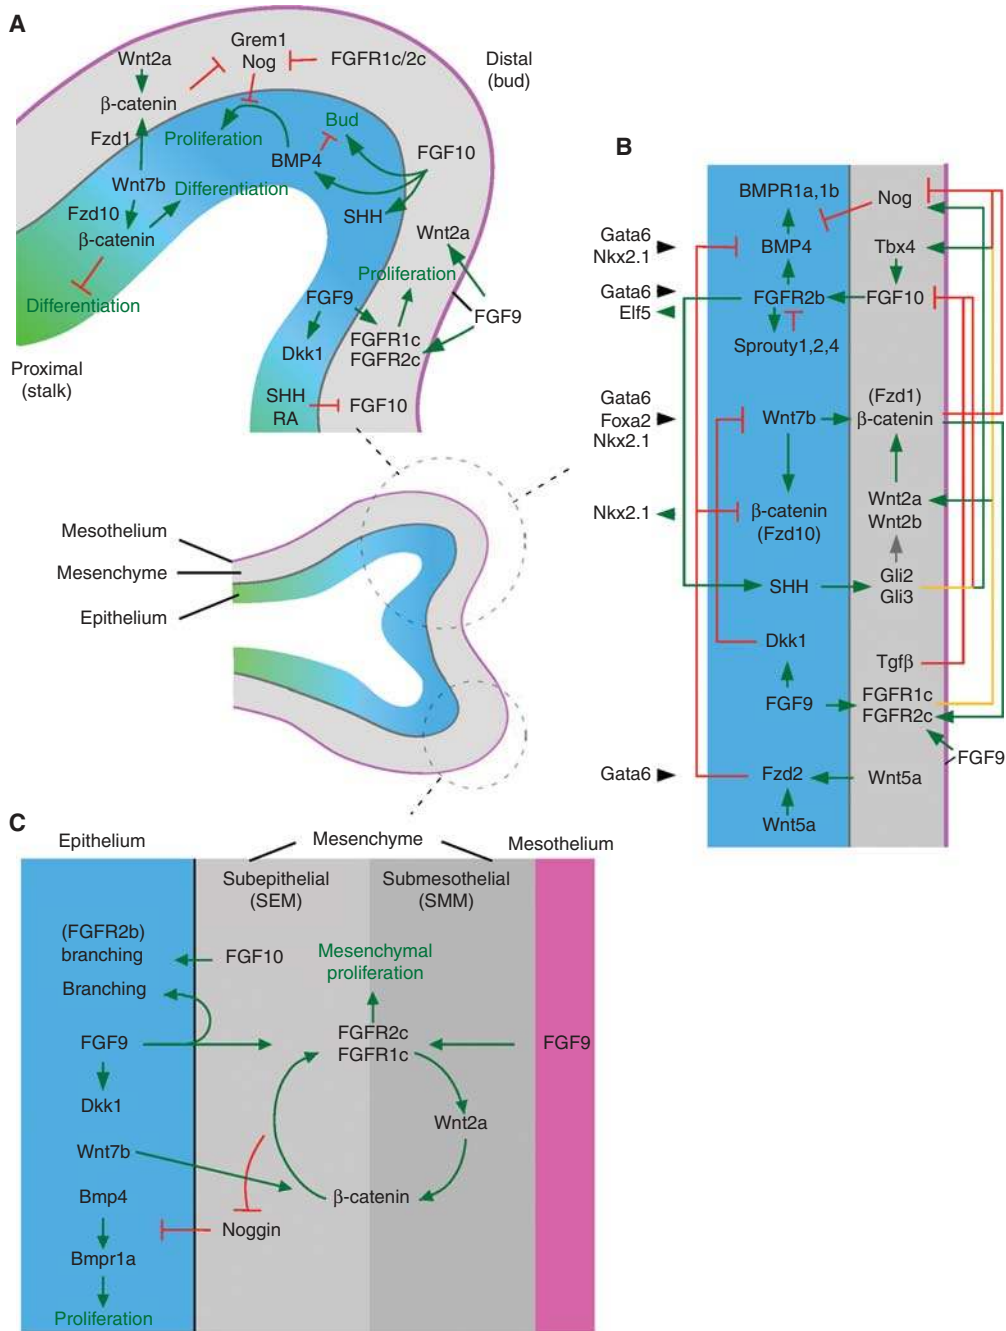 A
Grem1
Nog
Wnt2a
FGFR1c/2c
Distal
(bud)
β-catenin
Fzd1
Proliferation
Bud
BMP4
FGF10
Wnt7b
Differentiation
Fzd10
SHH
β-catenin
Wnt2a
Proliferation
Differentiation
FGF9
FGF9
Dkk1
FGFR1c
FGFR2c
Proximal
(stalk)
SHH
RA
FGF10
Mesothelium
Mesenchyme
Epithelium
B
BMPR1a,1b
Nog
Gata6
Nkx2.1
BMP4
Tbx4
Gata6
Elf5
FGFR2b
FGF10
Sprouty1,2,4
Gata6
Foxa2
Nkx2.1
Wnt7b
(Fzd1)
β-catenin
Nkx2.1
β-catenin
(Fzd10)
Wnt2a
Wnt2b
SHH
Gli2
Gli3
Dkk1
Tgfβ
FGF9
FGFR1c
FGFR2c
FGF9
Gata6
Fzd2
Wnt5a
Wnt5a
C
Epithelium
Mesenchyme
Mesothelium
Subepithelial
(SEM)
Submesothelial
(SMM)
(FGFR2b)
branching
FGF10
Mesenchymal
proliferation
Branching
FGF9
FGFR2c
FGFR1c
FGF9
Dkk1
Wnt2a
Wnt7b
Bmp4
β-catenin
Noggin
Bmpr1a
Proliferation